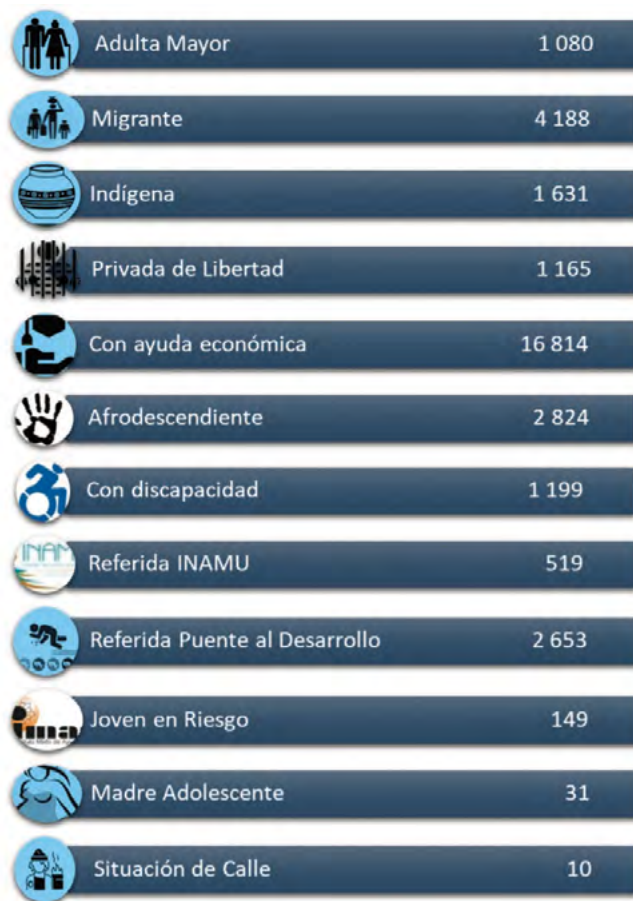 Adulta Mayor 1 080
Migrante 4 188
Indígena 1 631
Privada de Libertad 1 165
Con ayuda económica 16 814
Afrodescendiente 2 824
Con discapacidad 1 199
INAM
Referida INAMU 519
Referida Puente al Desarrollo 2 653
Joven en Riesgo 149
Madre Adolescente 31
Situación de Calle 10